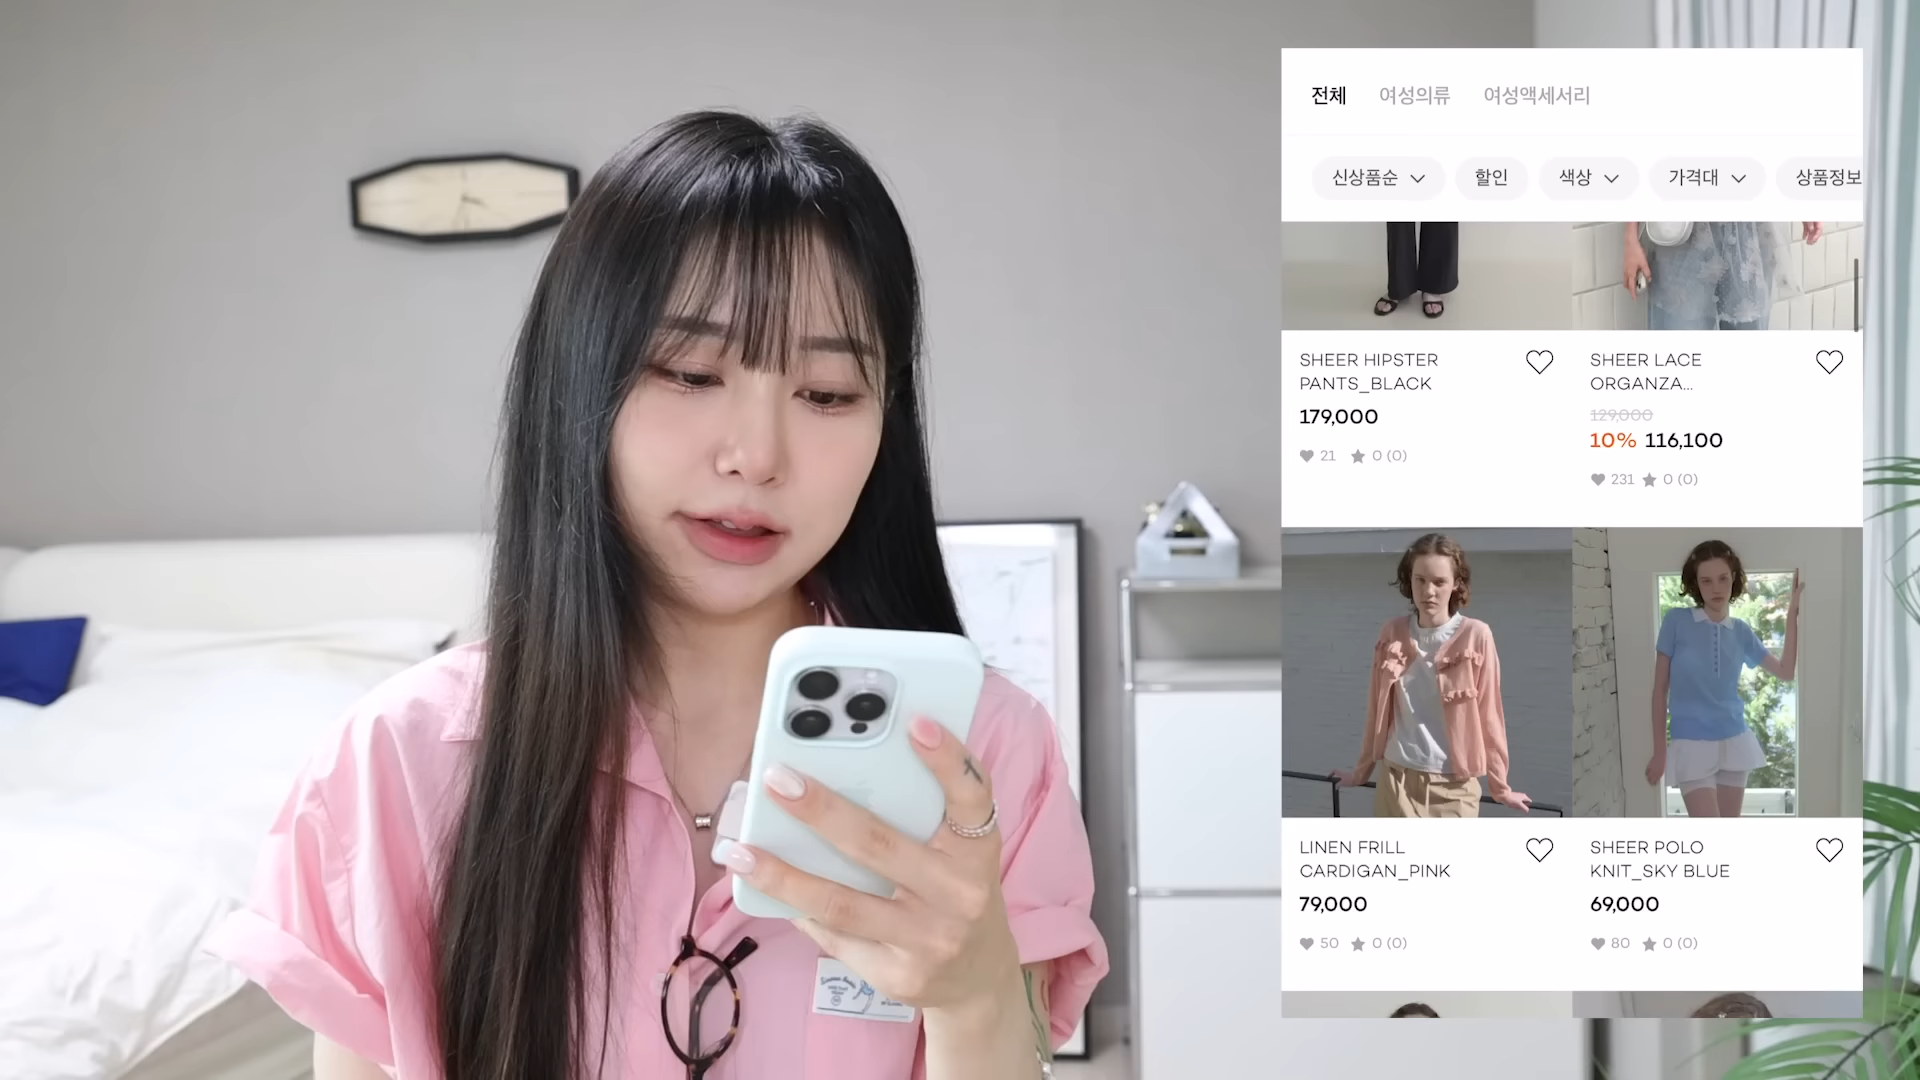 전체 여성의류 여성액세서리
신상품순 할인 색상 가격대 상품정보
SHEER HIPSTER
PANTS_BLACK
179,000
21 0 (0)
SHEER LACE
ORGANZA...
129,000
10% 116,100
231 0 (0)
LINEN FRILL
CARDIGAN_PINK
79,000
50 0 (0)
SHEER POLO
KNIT_SKY BLUE
69,000
80 0 (0)